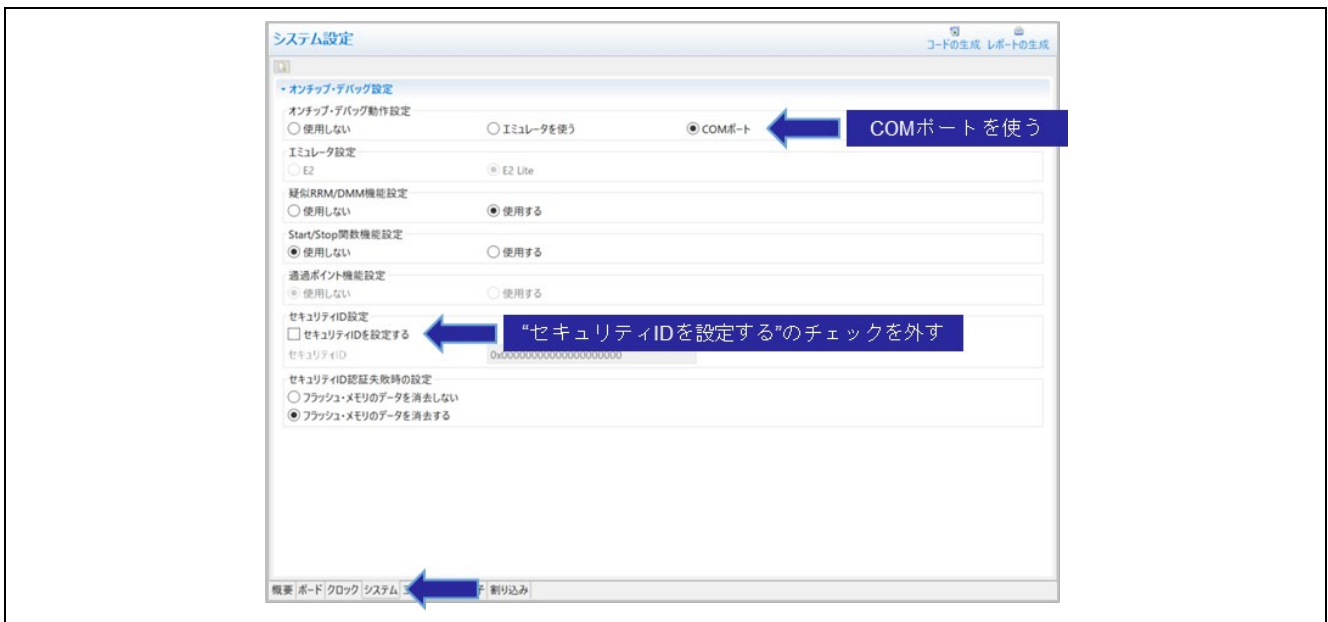 システム設定
コードの生成 レポートの生成
オンチップ・デバッグ設定
オンチップ・デバッグ動作設定
使用しない エミュレータを使う COMポート
COMポートを使う
エミュレータ設定
E2 E2 Lite
疑似RRM/DMM機能設定
使用しない 使用する
Start/Stop関数機能設定
使用しない 使用する
通過ポイント機能設定
使用しない 使用する
セキュリティID設定
セキュリティIDを設定する
“セキュリティIDを設定する”のチェックを外す
セキュリティID 0x00000000000000000000
セキュリティID認証失敗時の設定
フラッシュ・メモリのデータを消去しない
フラッシュ・メモリのデータを消去する
概要 ボード クロック システム 割り込み